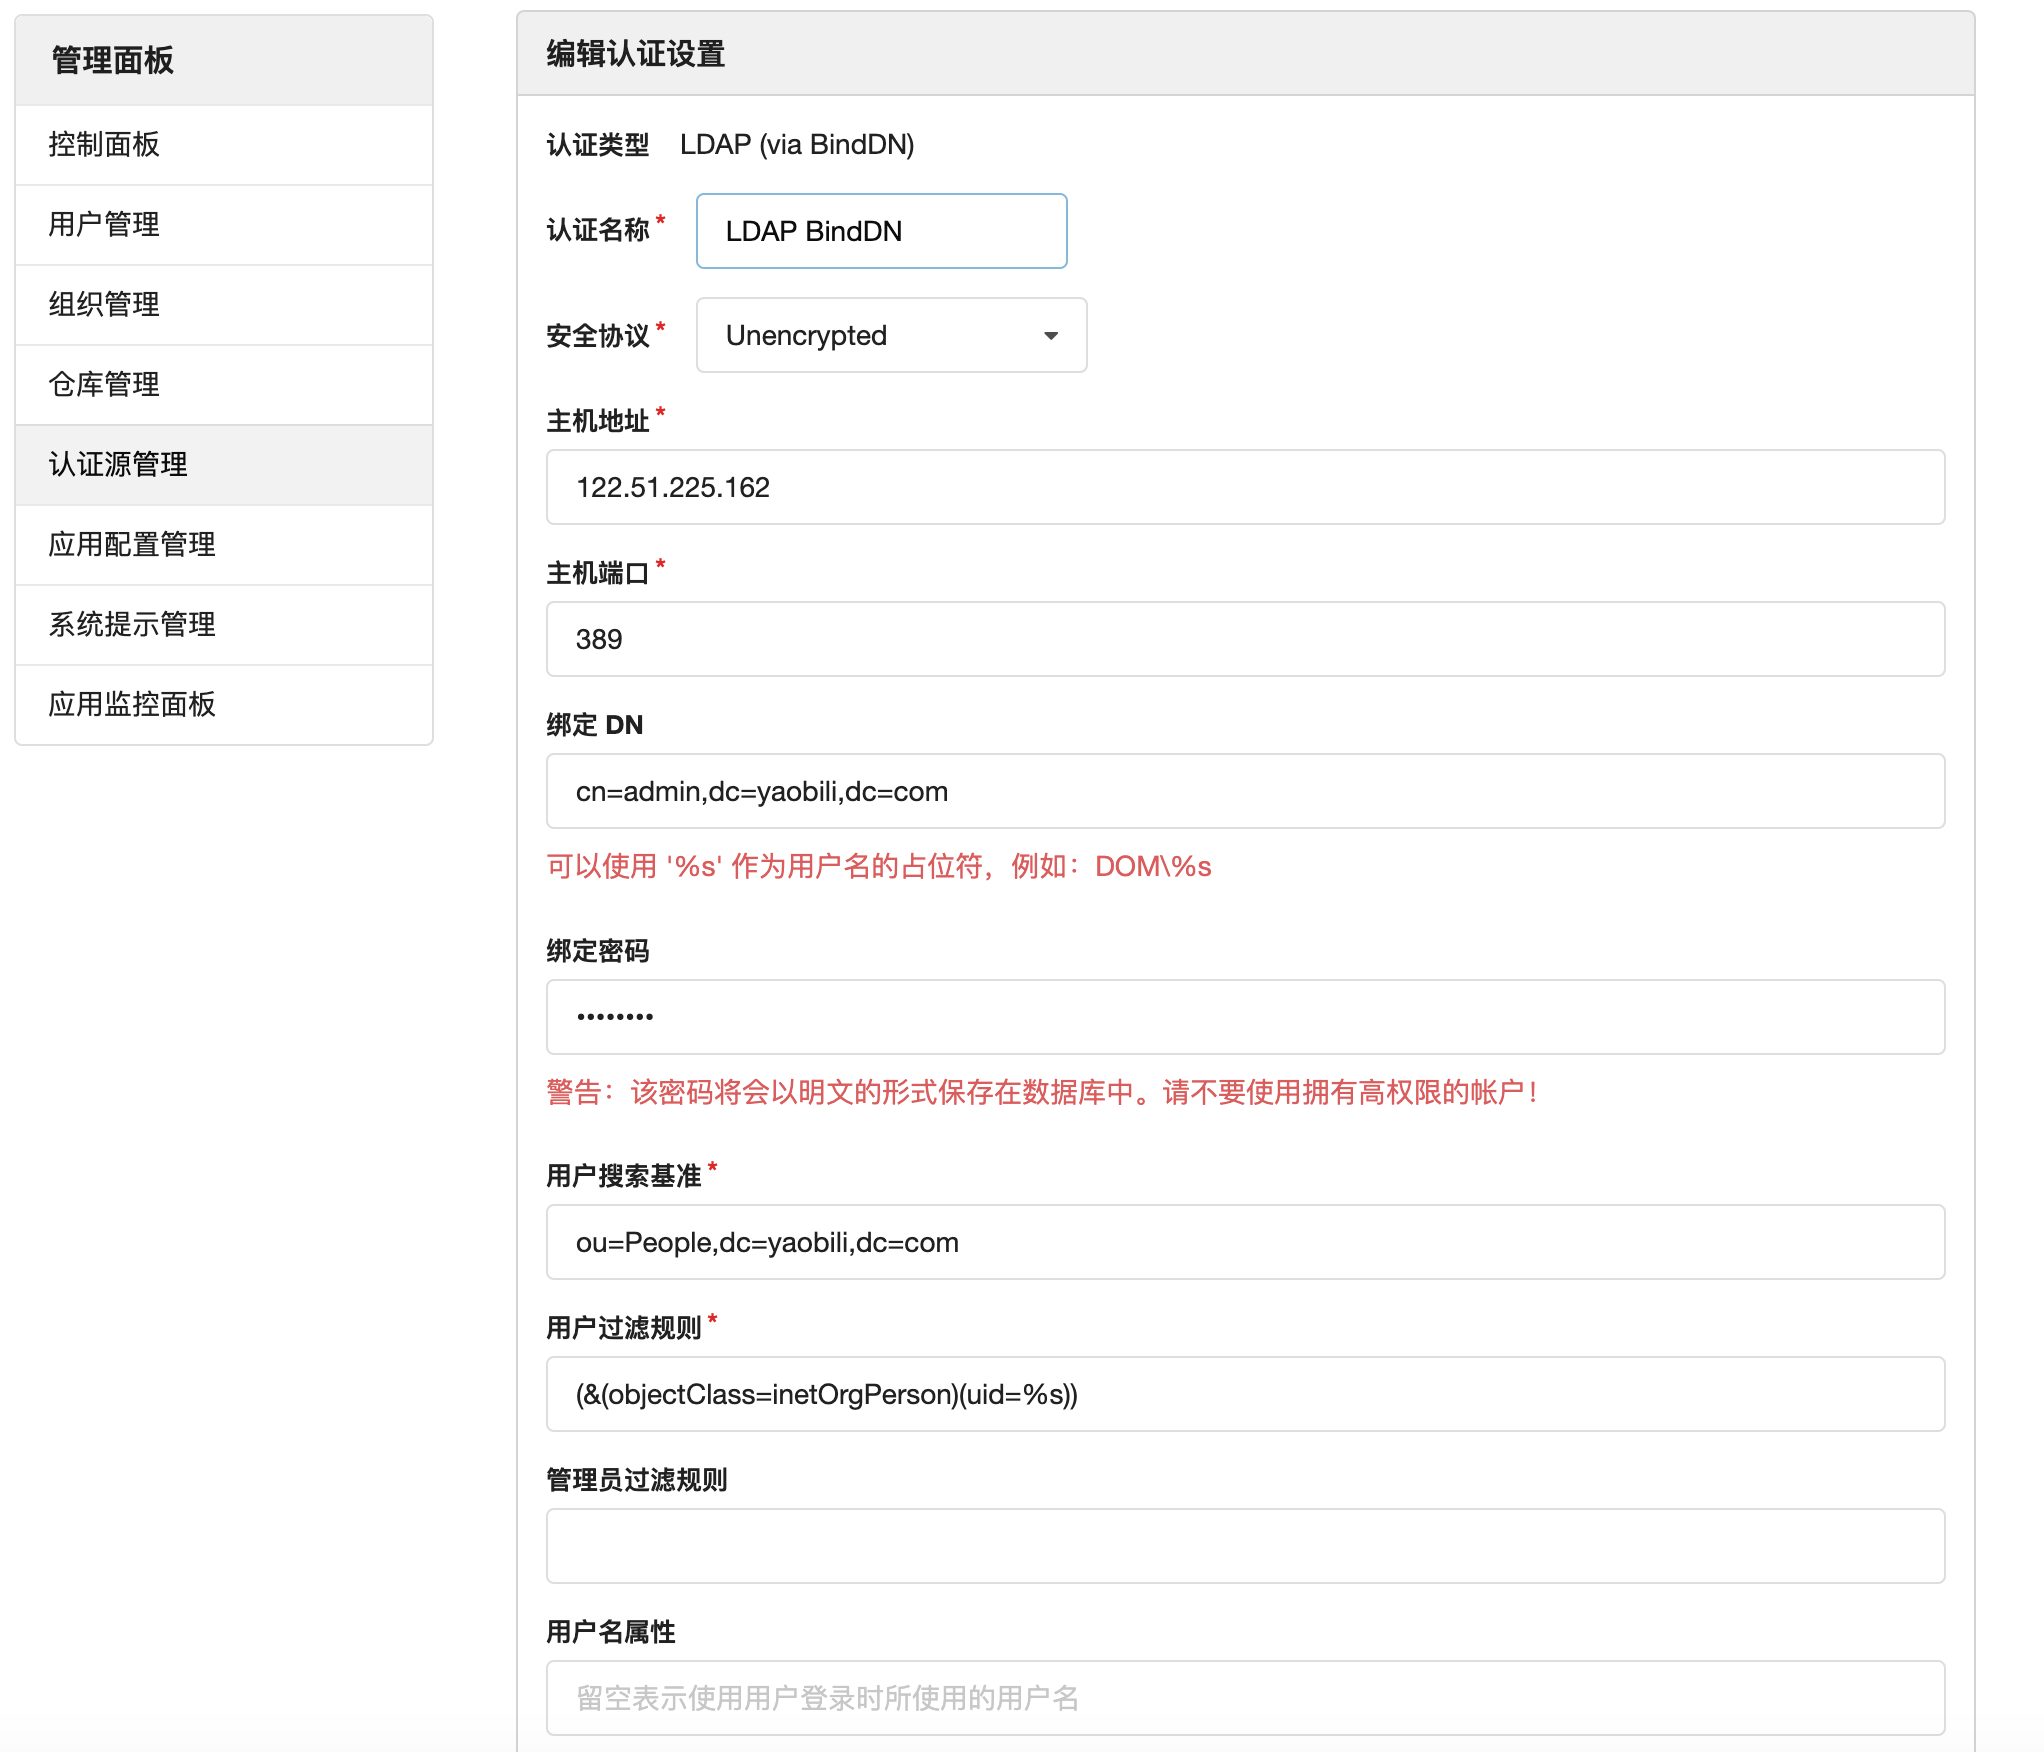 管理面板
控制面板
用户管理
组织管理
仓库管理
认证源管理
应用配置管理
系统提示管理
应用监控面板
编辑认证设置
认证类型 LDAP (via BindDN)
认证名称* LDAP BindDN
安全协议* Unencrypted
主机地址*
122.51.225.162
主机端口*
389
绑定 DN
cn=admin,dc=yaobili,dc=com
可以使用 '%s' 作为用户名的占位符，例如：DOM\%s
绑定密码
••••••••
警告：该密码将会以明文的形式保存在数据库中。请不要使用拥有高权限的帐户！
用户搜索基准*
ou=People,dc=yaobili,dc=com
用户过滤规则*
(&(objectClass=inetOrgPerson)(uid=%s))
管理员过滤规则
用户名属性
留空表示使用用户登录时所使用的用户名